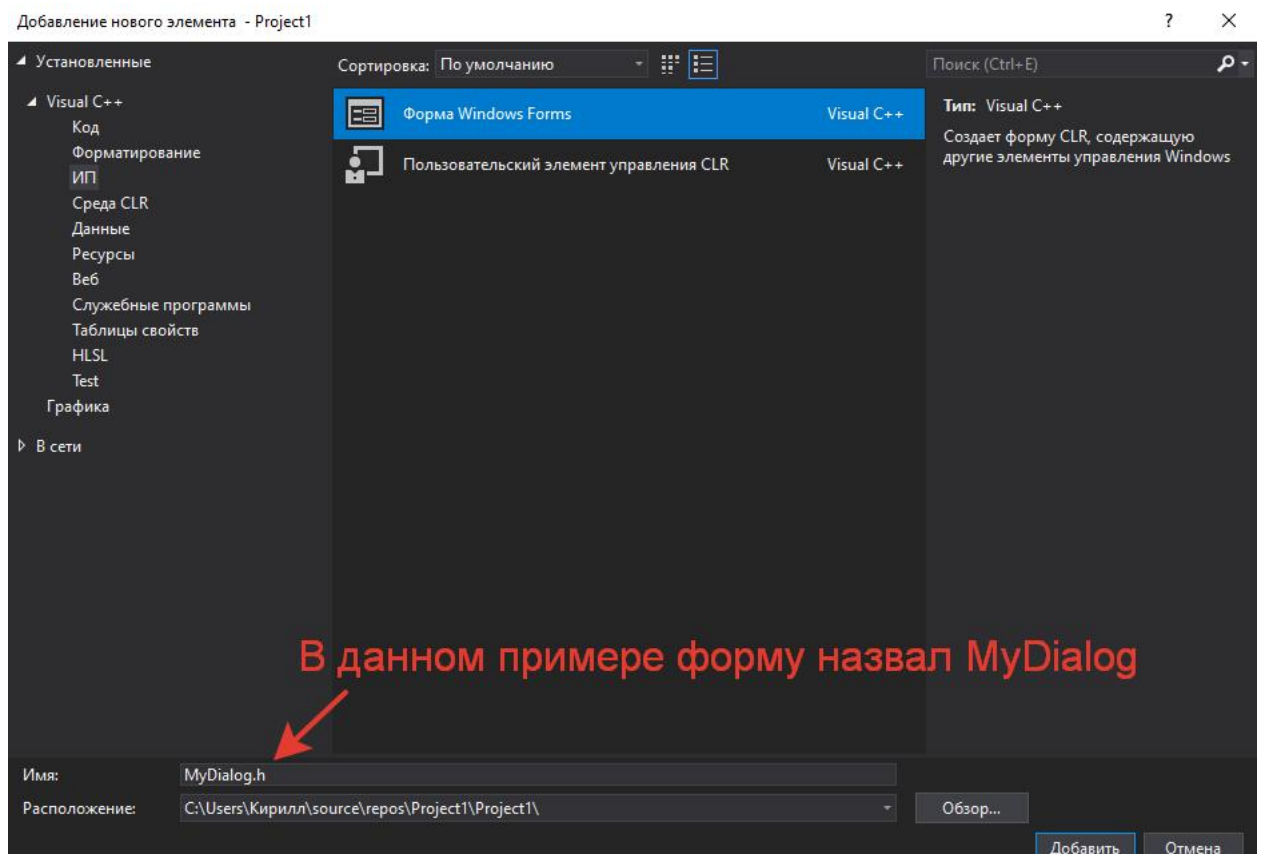 Добавление нового элемента - Project1
? ×
Установленные
Сортировка: По умолчанию
Поиск (Ctrl+E)
Visual C++
Код
Форматирование
ИП
Среда CLR
Данные
Ресурсы
Веб
Служебные программы
Таблицы свойств
HLSL
Test
Графика
В сети
Форма Windows Forms Visual C++
Пользовательский элемент управления CLR Visual C++
Тип: Visual C++
Создает форму CLR, содержащую
другие элементы управления Windows
В данном примере форму назвал MyDialog
Имя: MyDialog.h
Расположение: C:\Users\Кирилл\source\repos\Project1\Project1\
Обзор...
Добавить Отмена